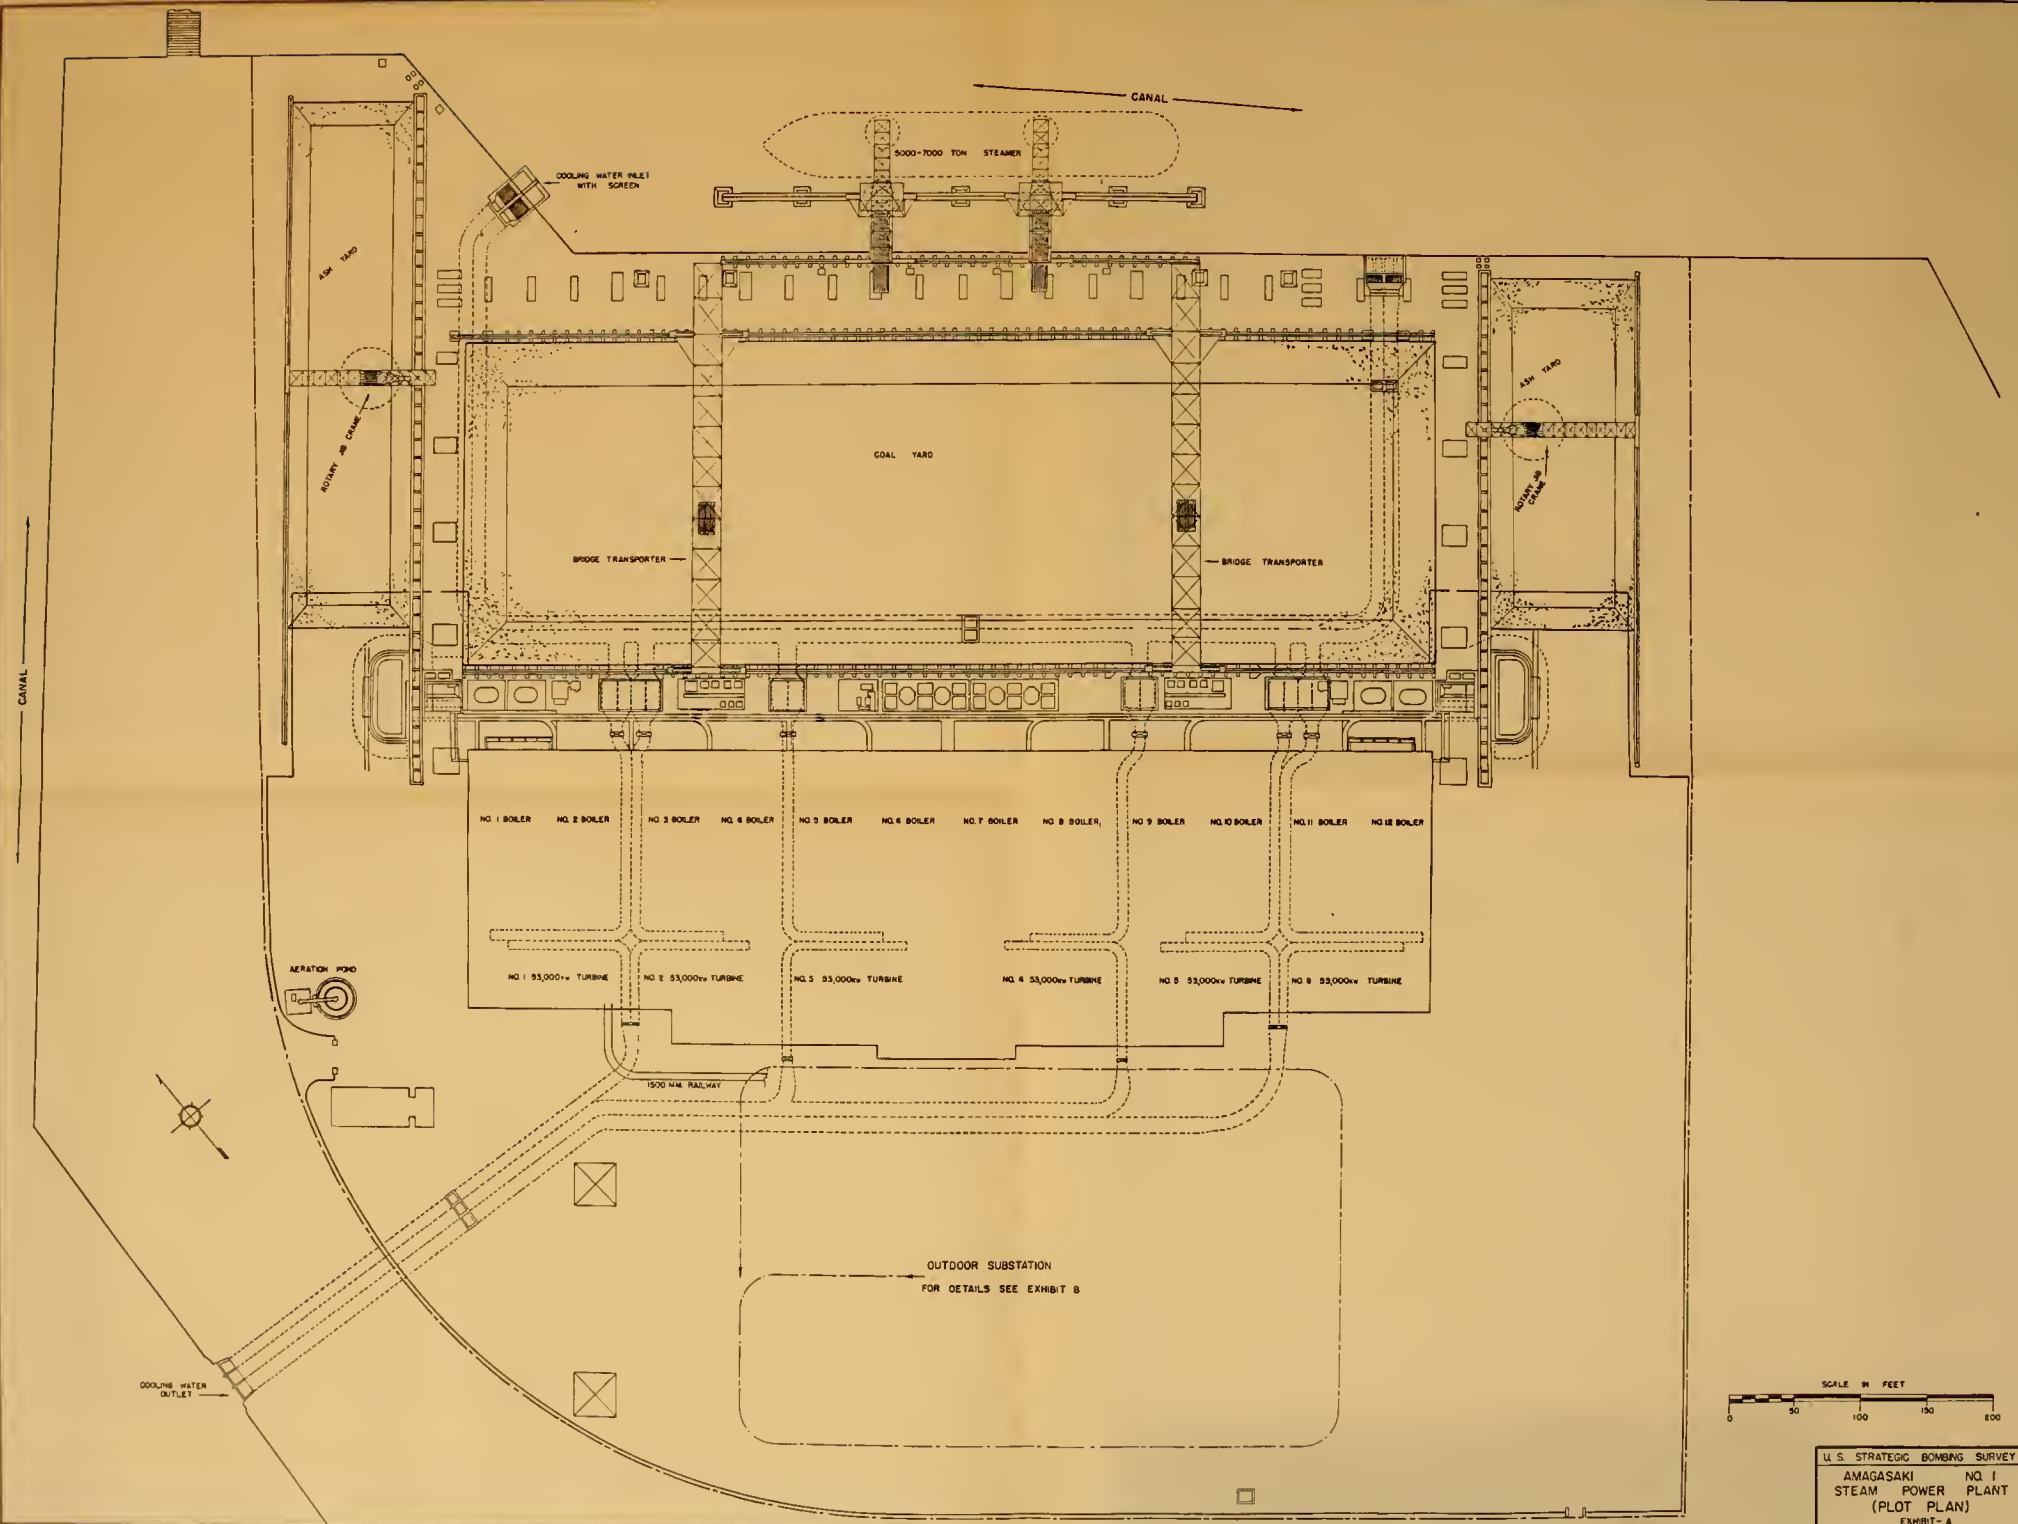 CANAL
5000-7000 TON STEAMER
COOLING WATER INLET
WITH SCREEN
ASH YARD
ROTARY JIB CRANE
COAL YARD
ASH YARD
ROTARY JIB
CRANE
BRIDGE TRANSPORTER
BRIDGE TRANSPORTER
CANAL
NO. 1 BOILER
NO. 2 BOILER
NO. 3 BOILER
BOILER
NO. 5 BOILER
NO. 6 BOILER
NO. 7 BOILER
NO. 8 BOILER
NO. 9 BOILER
NO. 10 BOILER
NO. 11 BOILER
NO. 12 BOILER
AERATION POND
NO. 1 53,000KW TURBINE
NO. 2 53,000KW TURBINE
NO. 3 53,000KW TURBINE
NO. 4 53,000KW TURBINE
NO. 5 53,000KW TURBINE
NO. 6 53,000KW TURBINE
1500 MM. RAILWAY
OUTDOOR SUBSTATION
FOR DETAILS SEE EXHIBIT B
COOLING WATER
OUTLET
SCALE IN FEET
0 50 100 150 200
U. S. STRATEGIC BOMBING SURVEY
AMAGASAKI NO. 1
STEAM POWER PLANT
(PLOT PLAN)
EXHIBIT - A